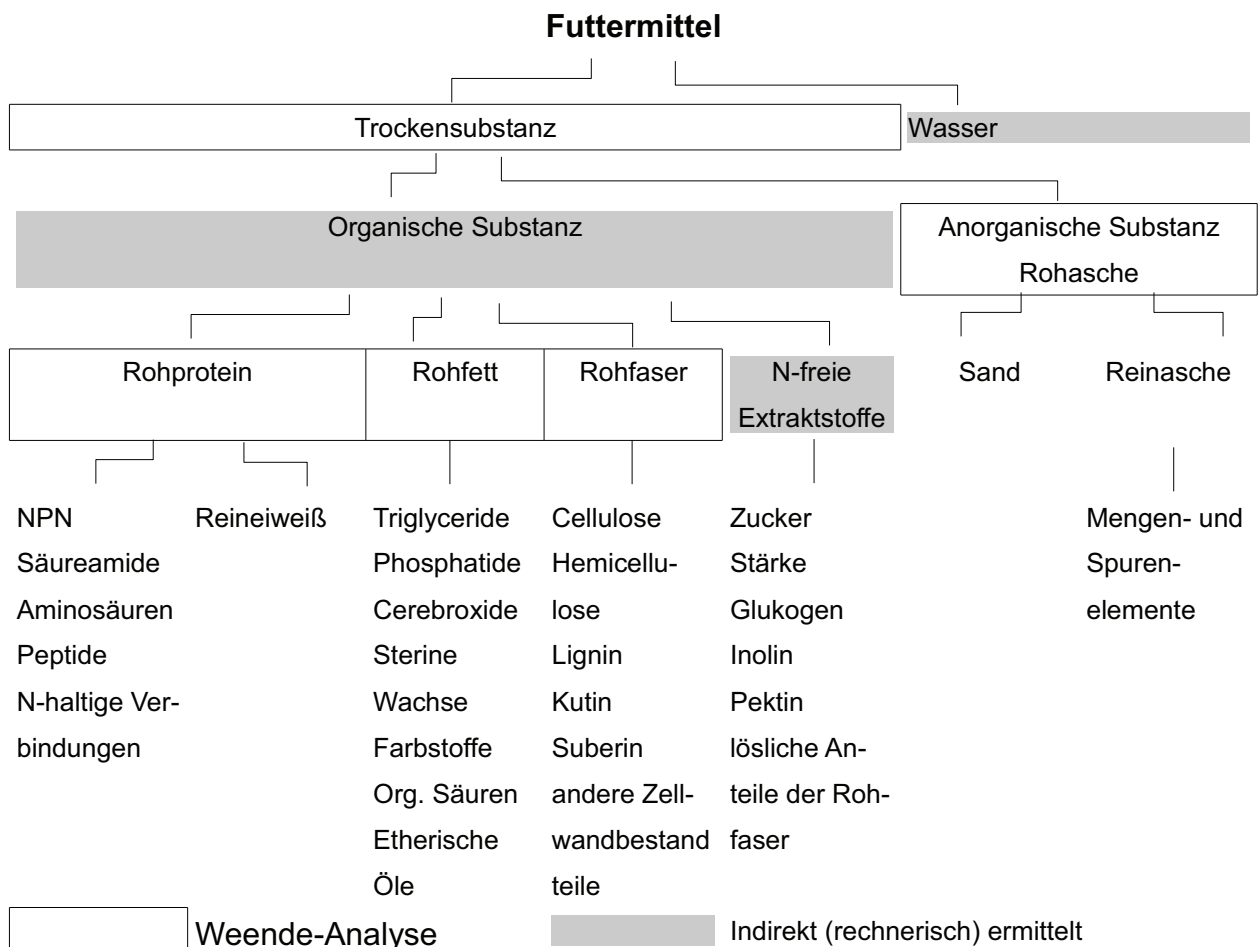 Futtermittel
Trockensubstanz
Wasser
Organische Substanz
Anorganische Substanz
Rohasche
Rohprotein
Rohfett
Rohfaser
N-freie
Extraktstoffe
Sand
Reinasche
NPN
Säureamide
Aminosäuren
Peptide
N-haltige Ver-
bindungen
Reineiweiß
Triglyceride
Phosphatide
Cerebroxide
Sterine
Wachse
Farbstoffe
Org. Säuren
Etherische
Öle
Cellulose
Hemicellu-
lose
Lignin
Kutin
Suberin
andere Zell-
wandbestand
teile
Zucker
Stärke
Glukogen
Inolin
Pektin
lösliche An-
teile der Roh-
faser
Mengen- und
Spuren-
elemente
Weende-Analyse
Indirekt (rechnerisch) ermittelt